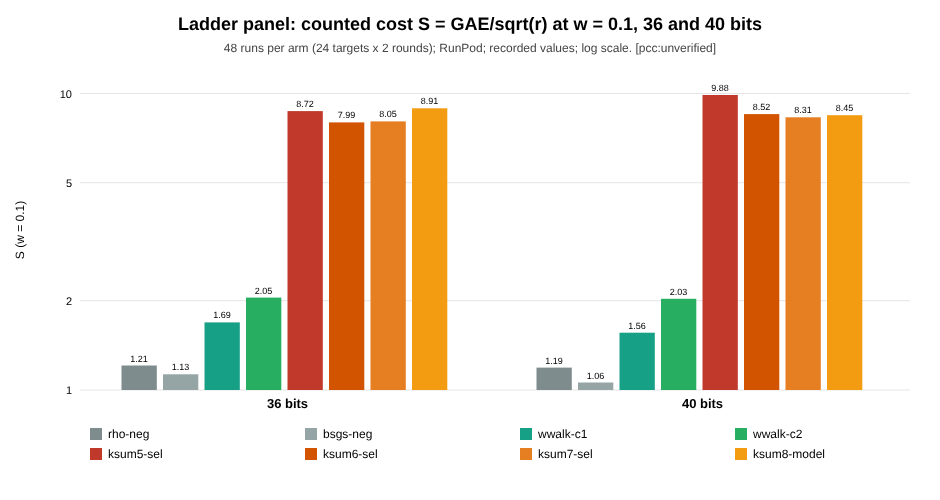 Ladder panel: counted cost S = GAE/sqrt(r) at w = 0.1, 36 and 40 bits
48 runs per arm (24 targets x 2 rounds); RunPod; recorded values; log scale. [pcc:unverified]
S (w = 0.1)
10
5
2
1
1.21
1.13
1.69
2.05
8.72
7.99
8.05
8.91
1.19
1.06
1.56
2.03
9.88
8.52
8.31
8.45
36 bits
40 bits
rho-neg
bsgs-neg
wwalk-c1
wwalk-c2
ksum5-sel
ksum6-sel
ksum7-sel
ksum8-model